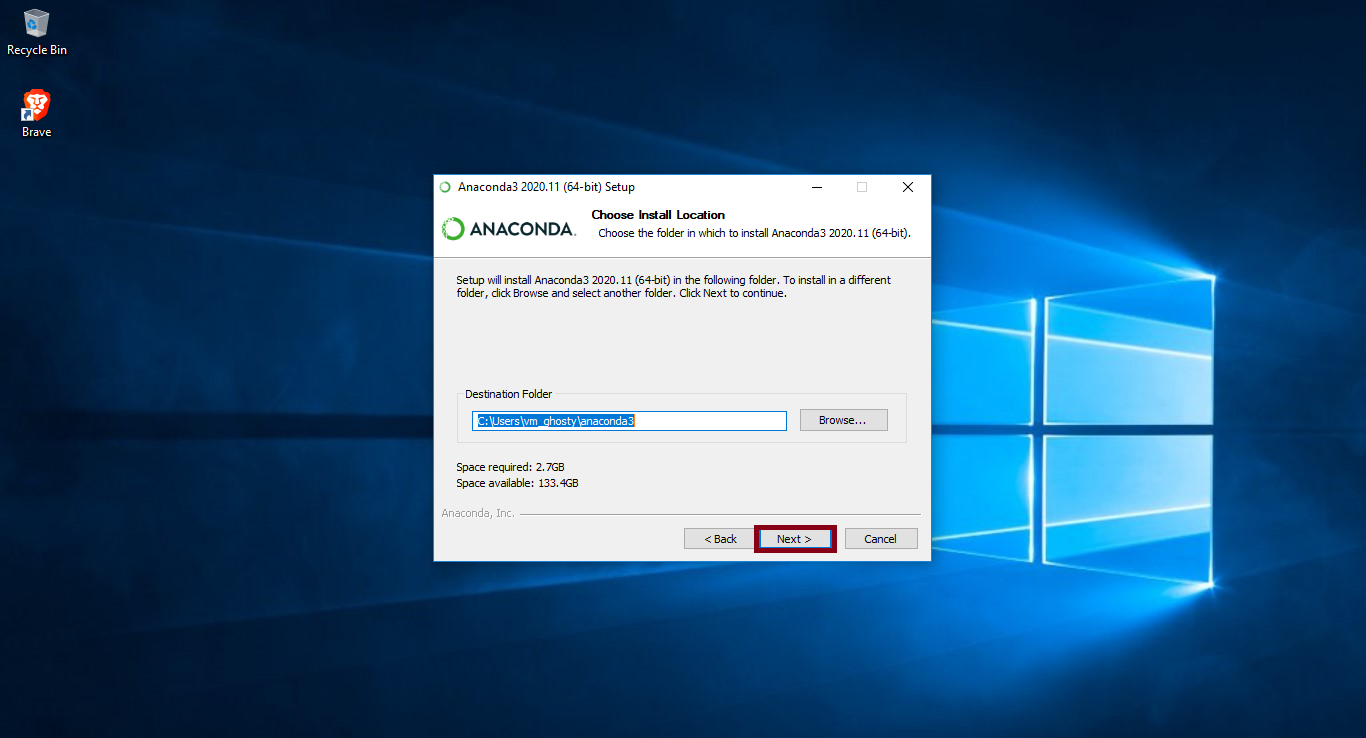 Recycle Bin
Brave
Anaconda3 2020.11 (64-bit) Setup
ANACONDA.
Choose Install Location
Choose the folder in which to install Anaconda3 2020.11 (64-bit).
Setup will install Anaconda3 2020.11 (64-bit) in the following folder. To install in a different
folder, click Browse and select another folder. Click Next to continue.
Destination Folder
C:\Users\vm_ghosty\anaconda3
Browse...
Space required: 2.7GB
Space available: 133.4GB
Anaconda, Inc.
< Back
Next >
Cancel